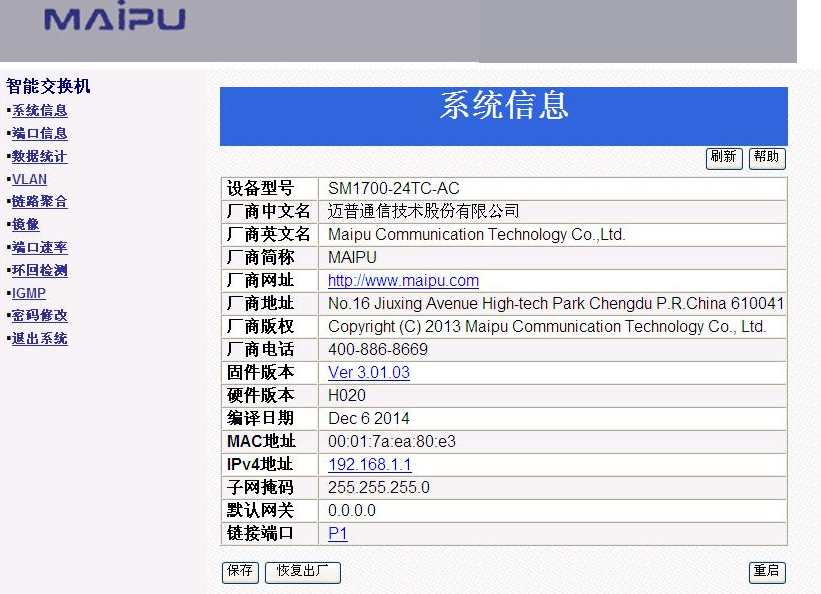 MAIPU
智能交换机
▪系统信息
▪端口信息
▪数据统计
▪VLAN
▪链路聚合
▪镜像
▪端口速率
▪环回检测
▪IGMP
▪密码修改
▪退出系统
系统信息
刷新 帮助
设备型号 SM1700-24TC-AC
厂商中文名 迈普通信技术股份有限公司
厂商英文名 Maipu Communication Technology Co.,Ltd.
厂商简称 MAIPU
厂商网址 http://www.maipu.com
厂商地址 No.16 Jiuxing Avenue High-tech Park Chengdu P.R.China 610041
厂商版权 Copyright (C) 2013 Maipu Communication Technology Co., Ltd.
厂商电话 400-886-8669
固件版本 Ver 3.01.03
硬件版本 H020
编译日期 Dec 6 2014
MAC地址 00:01:7a:ea:80:e3
IPv4地址 192.168.1.1
子网掩码 255.255.255.0
默认网关 0.0.0.0
链接端口 P1
保存 恢复出厂 重启